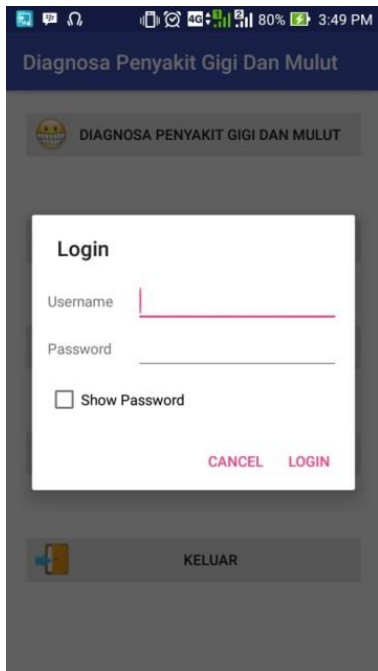 80% 3:49 PM
Diagnosa Penyakit Gigi Dan Mulut
DIAGNOSA PENYAKIT GIGI DAN MULUT
Login
Username
Password
Show Password
CANCEL LOGIN
KELUAR